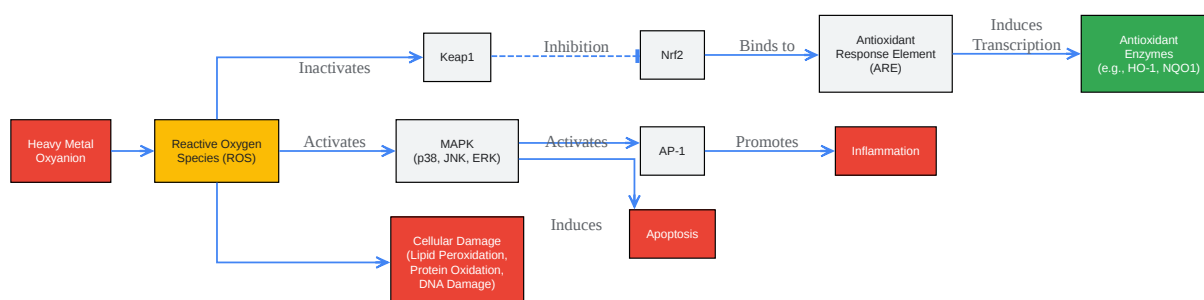 Keap1
Inhibition
Nrf2
Binds to
Antioxidant
Response Element
(ARE)
Induces
Transcription
Antioxidant
Enzymes
(e.g., HO-1, NQO1)
Inactivates
Heavy Metal
Oxyanion
Reactive Oxygen
Species (ROS)
Activates
MAPK
(p38, JNK, ERK)
Activates
AP-1
Promotes
Inflammation
Cellular Damage
(Lipid Peroxidation,
Protein Oxidation,
DNA Damage)
Induces
Apoptosis